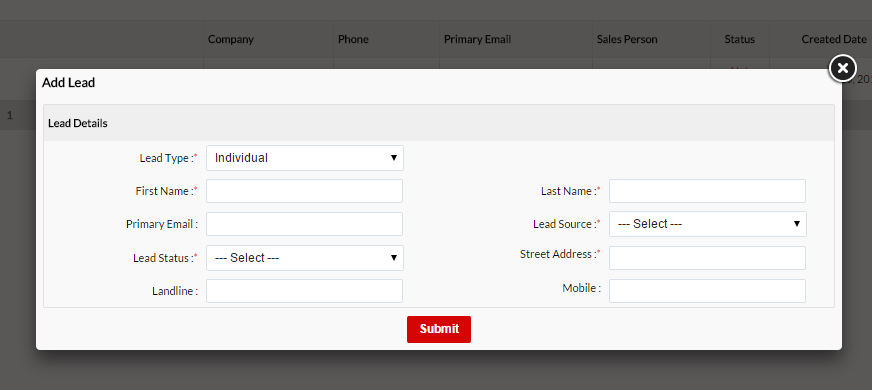 Company Phone Primary Email Sales Person Status Created Date
Add Lead
Lead Details
1
Lead Type :* Individual
First Name :* Last Name :*
Primary Email : Lead Source :* --- Select ---
Lead Status :* --- Select --- Street Address :*
Landline : Mobile :
Submit